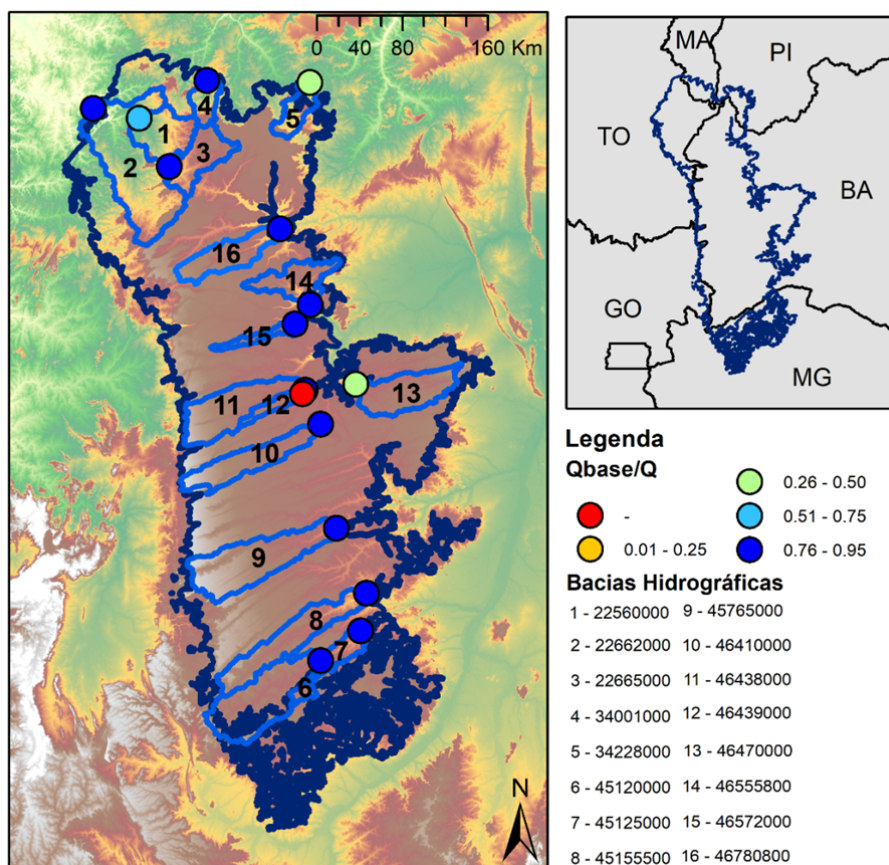 0 40 80 160 Km
4
1
5
3
2
16
14
15
11
12
13
10
9
8
7
6
N
MA
PI
TO
BA
GO
MG
Legenda
Qbase/Q
-
0.01 - 0.25
0.26 - 0.50
0.51 - 0.75
0.76 - 0.95
Bacias Hidrográficas
1 - 22560000
2 - 22662000
3 - 22665000
4 - 34001000
5 - 34228000
6 - 45120000
7 - 45125000
8 - 45155500
9 - 45765000
10 - 46410000
11 - 46438000
12 - 46439000
13 - 46470000
14 - 46555800
15 - 46572000
16 - 46780800